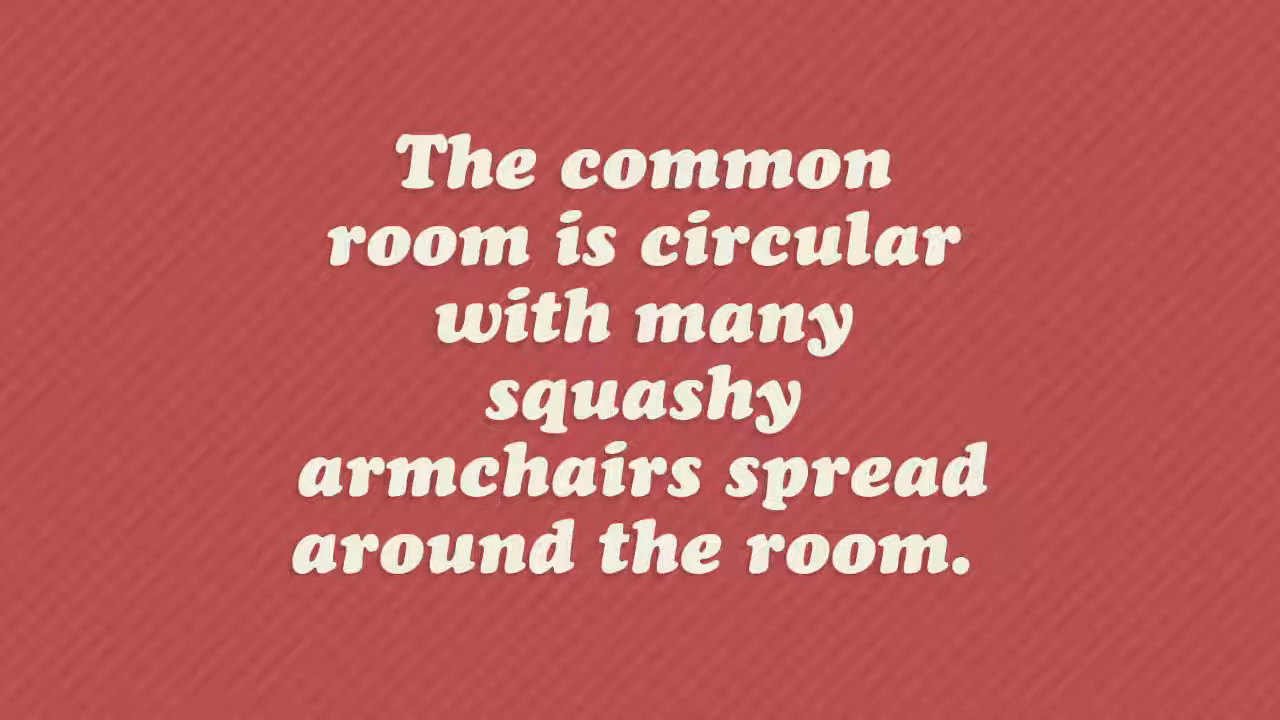 The common
room is circular
with many
squashy
armchairs spread
around the room.